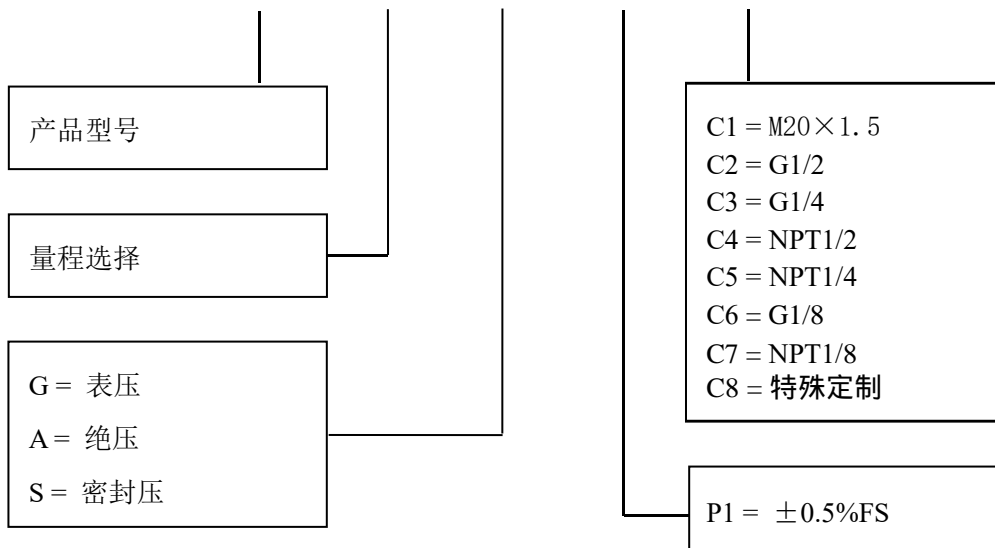 产品型号
量程选择
G = 表压
A = 绝压
S = 密封压
C1 = M20×1.5
C2 = G1/2
C3 = G1/4
C4 = NPT1/2
C5 = NPT1/4
C6 = G1/8
C7 = NPT1/8
C8 = 特殊定制
P1 = ±0.5%FS